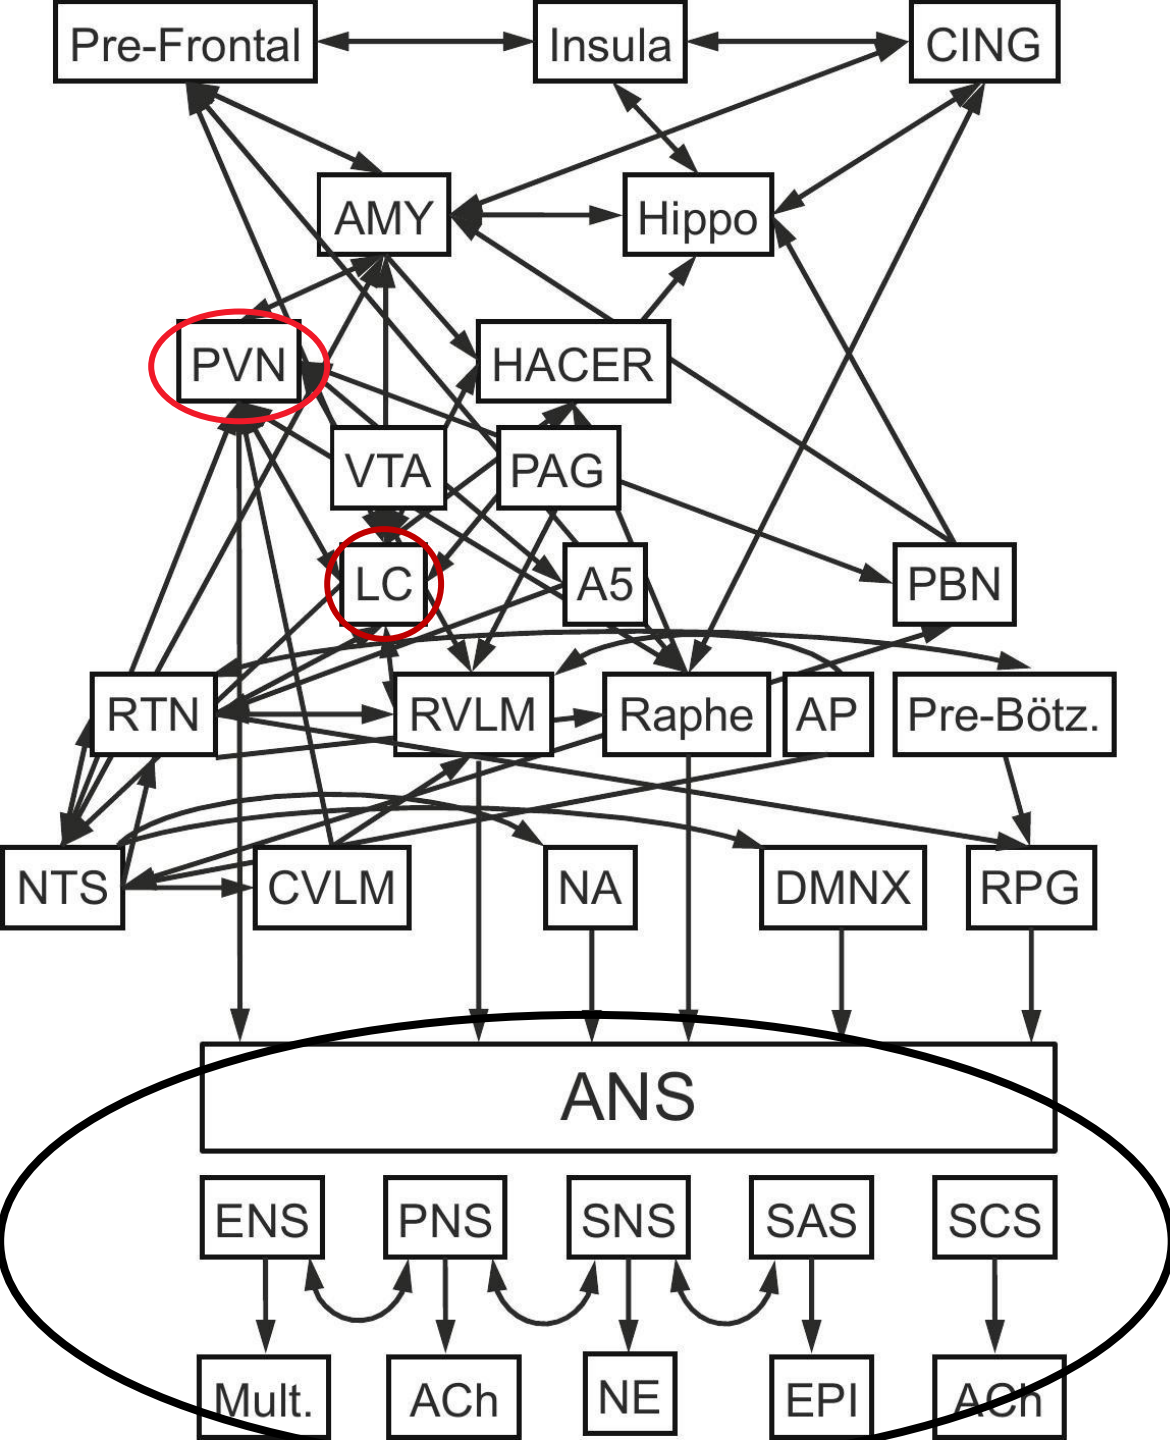 Pre-Frontal Insula CING
AMY Hippo
PVN HACER
VTA PAG
LC A5 PBN
RTN RVLM Raphe AP Pre-Bötz.
NTS CVLM NA DMNX RPG
ANS
ENS PNS SNS SAS SCS
Mult. ACh NE EPI ACh